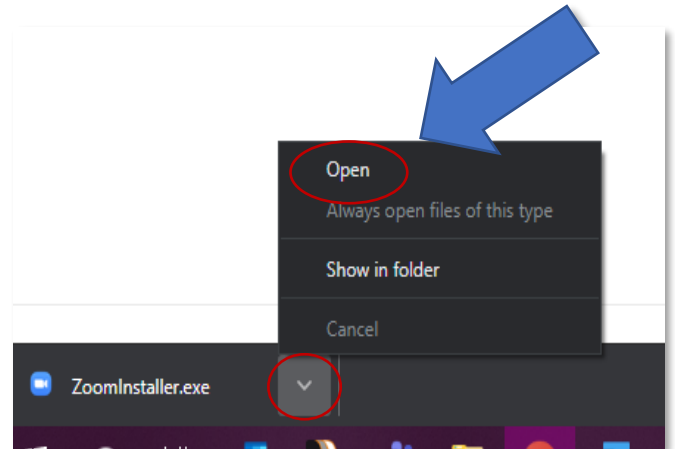 Open
Always open files of this type
Show in folder
Cancel
ZoomInstaller.exe